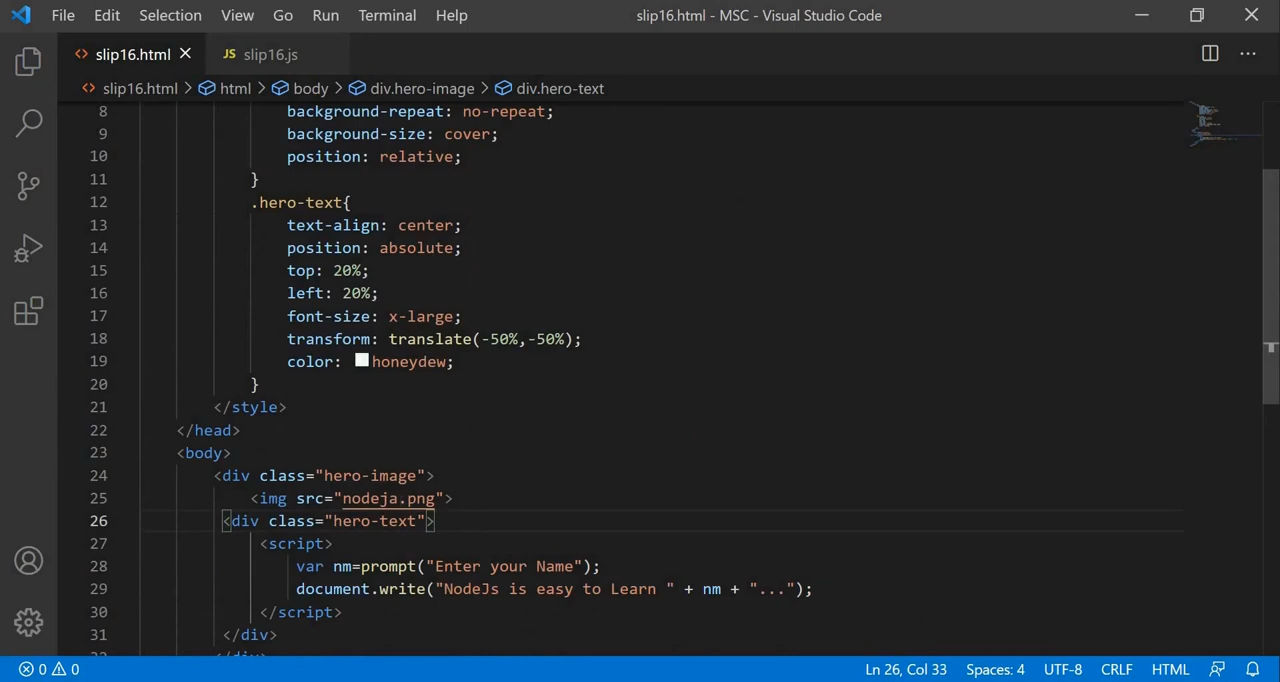 File Edit Selection View Go Run Terminal Help slip16.html - MSC - Visual Studio Code
slip16.html JS slip16.js
slip16.html > html > body > div.hero-image > div.hero-text
8 background-repeat: no-repeat;
9 background-size: cover;
10 position: relative;
11 }
12 .hero-text{
13 text-align: center;
14 position: absolute;
15 top: 20%;
16 left: 20%;
17 font-size: x-large;
18 transform: translate(-50%,-50%);
19 color: honeydew;
20 }
21 </style>
22 </head>
23 <body>
24 <div class="hero-image">
25 <img src="nodeja.png">
26 <div class="hero-text">
27 <script>
28 var nm=prompt("Enter your Name");
29 document.write("NodeJs is easy to Learn " + nm + "...");
30 </script>
31 </div>
32 </div>
0 0 Ln 26, Col 33 Spaces: 4 UTF-8 CRLF HTML